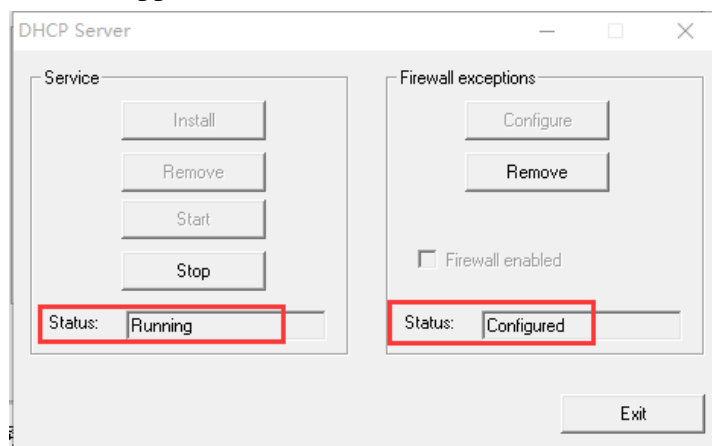 DHCP Server
Service
Install
Remove
Start
Stop
Status: Running
Firewall exceptions
Configure
Remove
Firewall enabled
Status: Configured
Exit